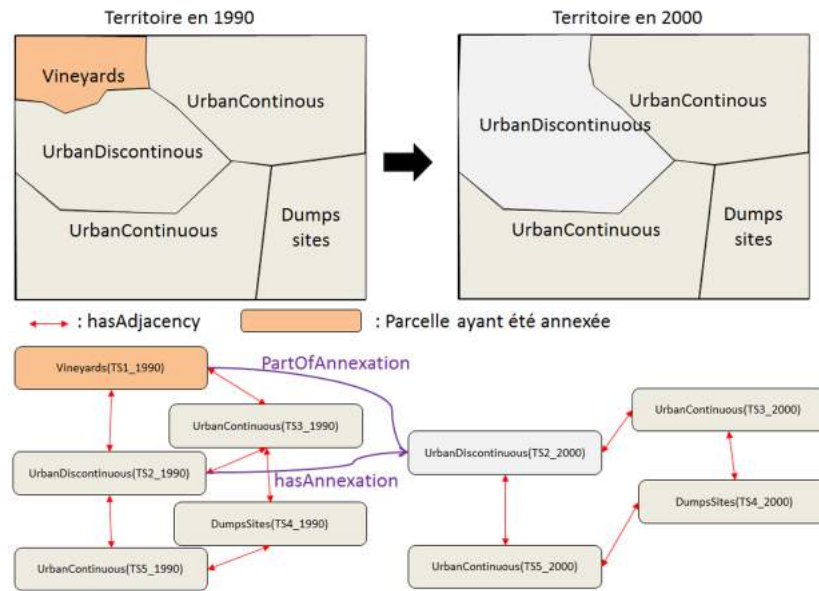 Territoire en 1990
Territoire en 2000
Vineyards
UrbanContinous
UrbanDiscontinous
UrbanContinuous
Dumps
sites
UrbanContinuous
UrbanDiscontinuous
UrbanContinuous
Dumps
sites
: hasAdjacency
: Parcelle ayant été annexée
Vineyards(TS1_1990)
PartOfAnnexation
UrbanContinuous(TS3_1990)
UrbanDiscontinuous(TS2_1990)
hasAnnexation
DumpsSites(TS4_1990)
UrbanContinuous(TS5_1990)
UrbanContinuous(TS3_2000)
UrbanDiscontinuous(TS2_2000)
DumpsSites(TS4_2000)
UrbanContinuous(TS5_2000)